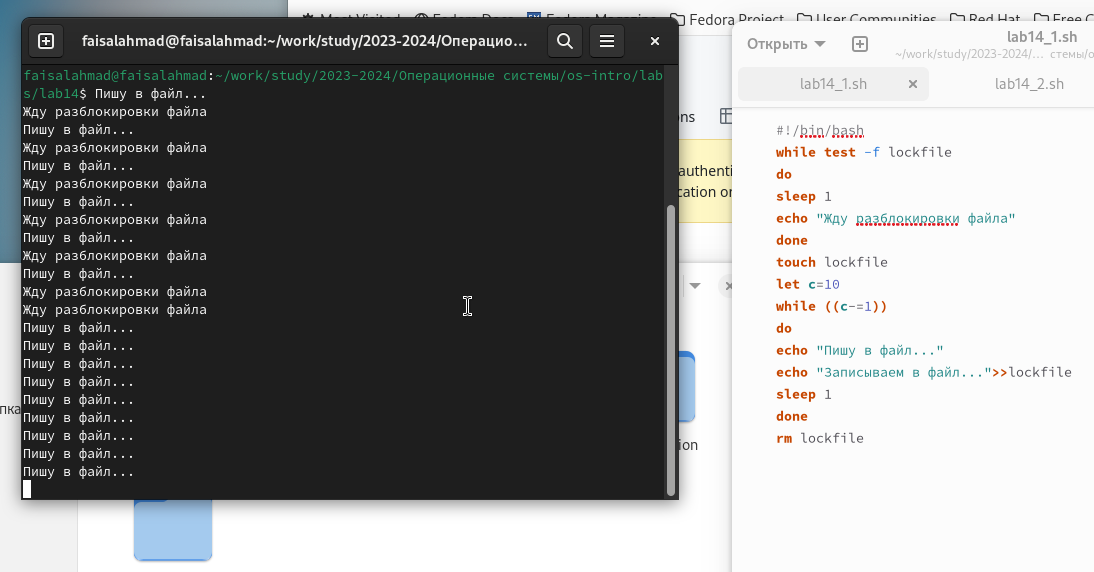 Most Visited
Fedora Docs
Fedora Magazine
Fedora Project
User Communities
Red Hat
Free C
faisalahmad@faisalahmad:~/work/study/2023-2024/Операцио...
faisalahmad@faisalahmad:~/work/study/2023-2024/Операционные системы/os-intro/lab
s/lab14$ Пишу в файл...
Жду разблокировки файла
Пишу в файл...
Жду разблокировки файла
Пишу в файл...
Жду разблокировки файла
Пишу в файл...
Жду разблокировки файла
Пишу в файл...
Жду разблокировки файла
Пишу в файл...
Жду разблокировки файла
Жду разблокировки файла
Пишу в файл...
Пишу в файл...
Пишу в файл...
Пишу в файл...
Пишу в файл...
Пишу в файл...
Пишу в файл...
Пишу в файл...
Пишу в файл...
пка
ons
authenti
cation or
ion
Открыть
lab14_1.sh
~/work/study/2023-2024/... стемы/o
lab14_1.sh
lab14_2.sh
#!/bin/bash
while test -f lockfile
do
sleep 1
echo "Жду разблокировки файла"
done
touch lockfile
let c=10
while ((c-=1))
do
echo "Пишу в файл..."
echo "Записываем в файл...">>lockfile
sleep 1
done
rm lockfile